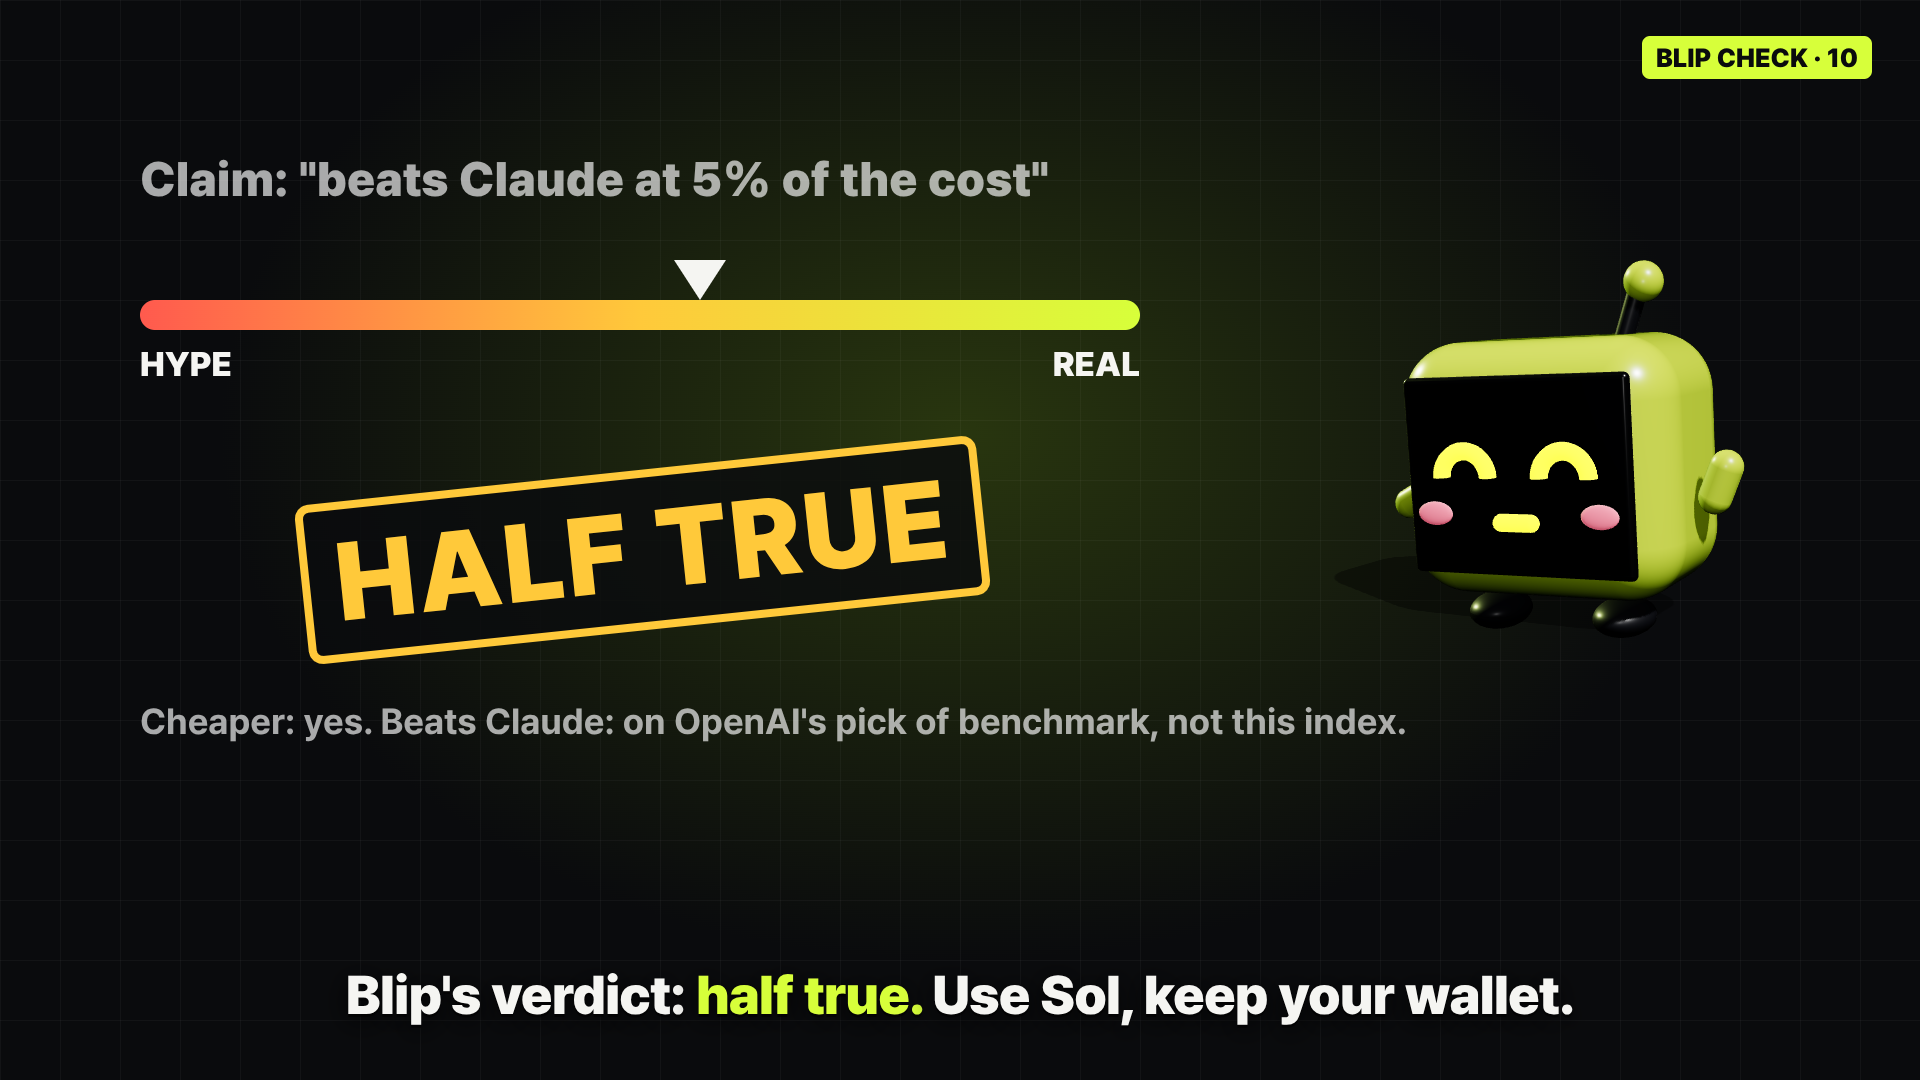 BLIP CHECK · 10
Claim: "beats Claude at 5% of the cost"
HYPE
REAL
HALF TRUE
Cheaper: yes. Beats Claude: on OpenAI's pick of benchmark, not this index.
Blip's verdict: half true. Use Sol, keep your wallet.